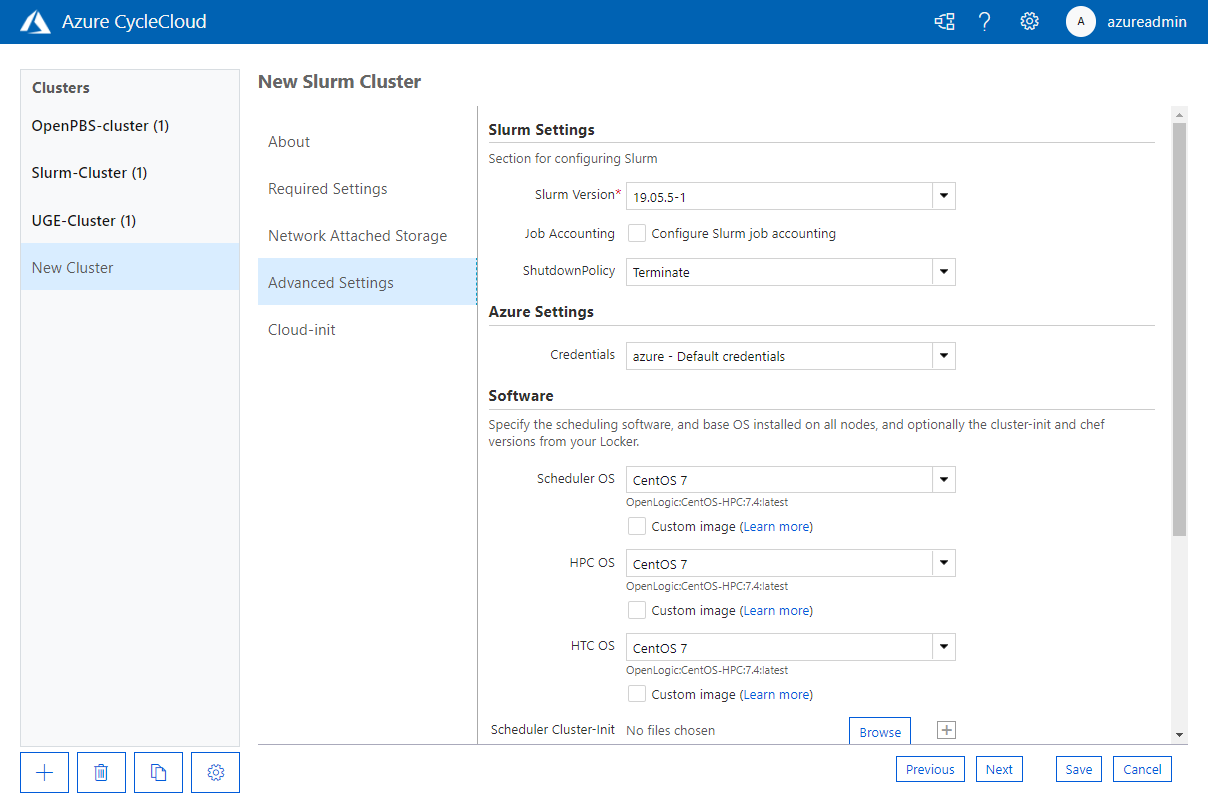 Azure CycleCloud
A
azureadmin
Clusters
OpenPBS-cluster (1)
Slurm-Cluster (1)
UGE-Cluster (1)
New Cluster
New Slurm Cluster
About
Required Settings
Network Attached Storage
Advanced Settings
Cloud-init
Slurm Settings
Section for configuring Slurm
Slurm Version* 19.05.5-1
Job Accounting Configure Slurm job accounting
ShutdownPolicy Terminate
Azure Settings
Credentials azure - Default credentials
Software
Specify the scheduling software, and base OS installed on all nodes, and optionally the cluster-init and chef
versions from your Locker.
Scheduler OS CentOS 7
OpenLogic:CentOS-HPC:7.4:latest
Custom image (Learn more)
HPC OS CentOS 7
OpenLogic:CentOS-HPC:7.4:latest
Custom image (Learn more)
HTC OS CentOS 7
OpenLogic:CentOS-HPC:7.4:latest
Custom image (Learn more)
Scheduler Cluster-Init No files chosen Browse
Previous Next Save Cancel